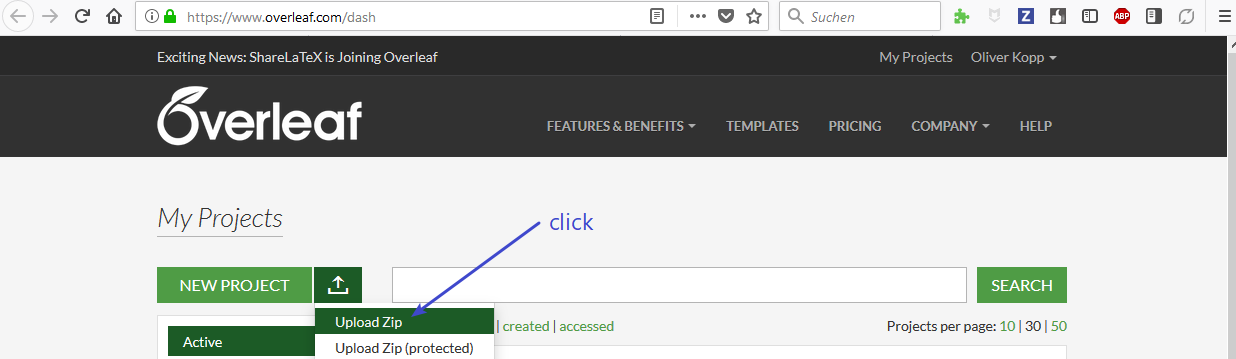 https://www.overleaf.com/dash
Suchen
Z
ABP
Exciting News: ShareLaTeX is Joining Overleaf
My Projects
Oliver Kopp
Overleaf
FEATURES & BENEFITS
TEMPLATES
PRICING
COMPANY
HELP
My Projects
click
NEW PROJECT
SEARCH
Upload Zip
| created | accessed
Projects per page: 10 | 30 | 50
Active
Upload Zip (protected)